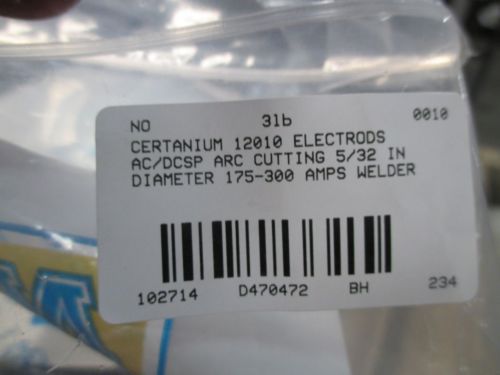 NO 3lb 0010
CERTANIUM 12010 ELECTRODS
AC/DCSP ARC CUTTING 5/32 IN
DIAMETER 175-300 AMPS WELDER
102714 D470472 BH 234